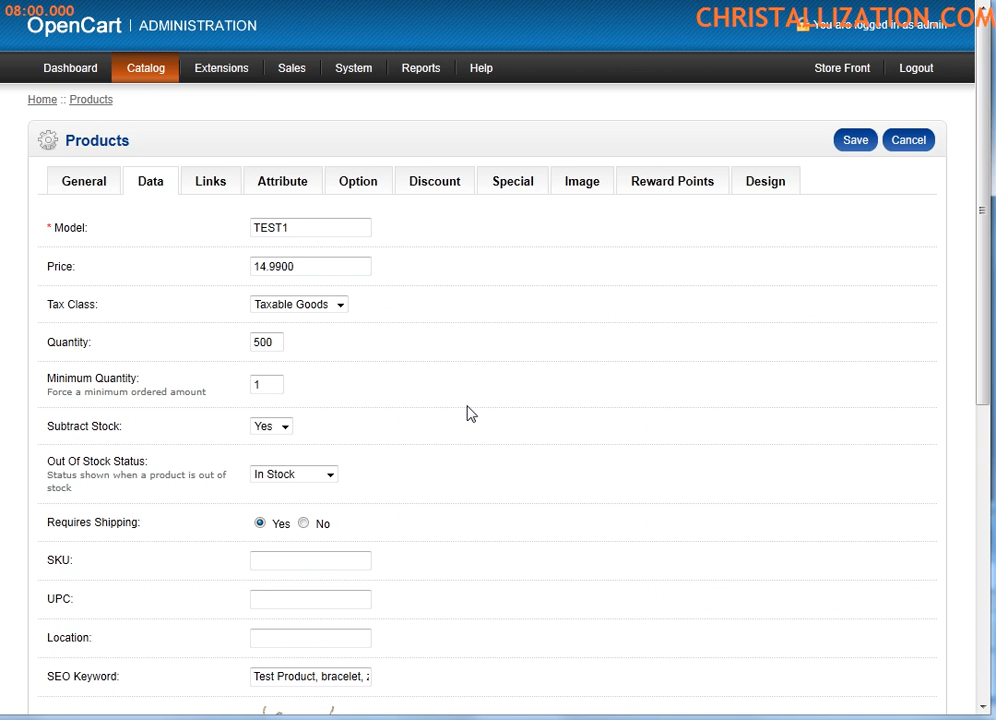 08:00.000
CHRISTALLIZATION.COM
OpenCart | ADMINISTRATION
You are logged in as admin
Dashboard Catalog Extensions Sales System Reports Help Store Front Logout
Home :: Products
Products Save Cancel
General Data Links Attribute Option Discount Special Image Reward Points Design
* Model: TEST1
Price: 14.9900
Tax Class: Taxable Goods
Quantity: 500
Minimum Quantity: 1
Force a minimum ordered amount
Subtract Stock: Yes
Out Of Stock Status: In Stock
Status shown when a product is out of
stock
Requires Shipping: Yes No
SKU:
UPC:
Location:
SEO Keyword: Test Product, bracelet,